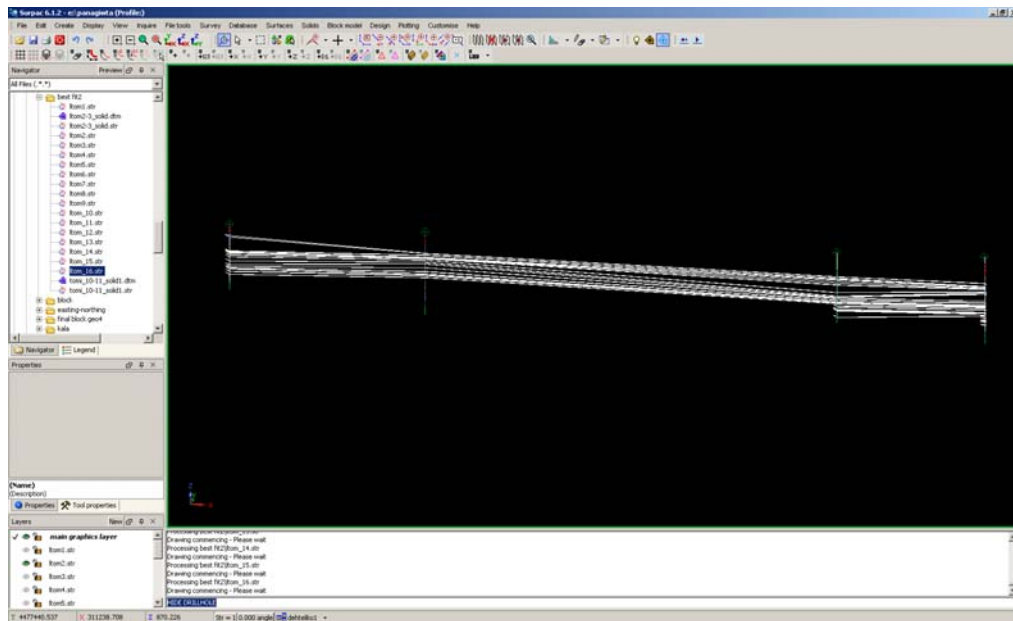 Surpac 6.1.2 - e:\panagiwta (Profile:)
File Edit Create Display View Inquire File tools Survey Database Surfaces Solids Block model Design Plotting Customise Help
Navigator Preview
All Files (.*.*)
best fit2
ltom1.str
ltom2-3_solid.dtm
ltom2-3_solid.str
ltom2.str
ltom3.str
ltom4.str
ltom5.str
ltom6.str
ltom7.str
ltom8.str
ltom9.str
ltom_10.str
ltom_11.str
ltom_12.str
ltom_13.str
ltom_14.str
ltom_15.str
ltom_16.str
tomi_10-11_solid1.dtm
tomi_10-11_solid1.str
block
easting-northing
final block geo4
kala
Navigator Legend
Properties
(Name)
(Description)
Properties Tool properties
Layers New
main graphics layer
ltom1.str
ltom2.str
ltom3.str
ltom4.str
ltom5.str
Drawing commencing - Please wait
Processing best fit2\ltom_14.str
Drawing commencing - Please wait
Processing best fit2\ltom_15.str
Drawing commencing - Please wait
Processing best fit2\ltom_16.str
Drawing commencing - Please wait
HIDE DRILLHOLE
Y 4477440.537 X 311238.708 Z 870.226 Str = 1 0.000 angle